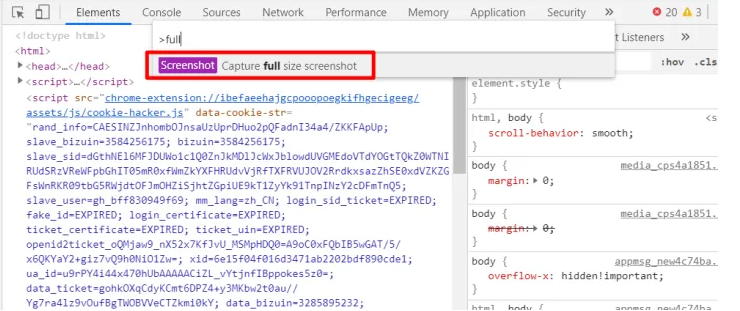 Elements Console Sources Network Performance Memory Application Security 20 3
>full
Screenshot Capture full size screenshot
t Listeners
:hov .cls
<!doctype html>
<html>
<head>…</head>
<script>…</script>
<script src="chrome-extension://ibefaeehajgcpooopoegkifhgecigeeg/
assets/js/cookie-hacker.js" data-cookie-str=
"rand_info=CAESINZJnhombOJnsaUzUprDHuo2pQFadnI34a4/ZKKFApUp;
slave_bizuin=3584256175; bizuin=3584256175;
slave_sid=dGthNEl6MFJDUWo1c1Q0ZnJkMDlJcWxJblowdUVGMEdoVTdYOGtTQkZ0WTNI
RUdSRzVReWFpbGhIT05mR0xfWmZkYXFHRUdvVjRfTXFRVUJOV2RrdkxsazZhSE0xdVZKZG
FsWnRKR09tbG5RWjdtOFJmOHZiSjhtZGpiUE9kT1ZyYk91TnpINzY2cDFmTnQ5;
slave_user=gh_bff830949f69; mm_lang=zh_CN; login_sid_ticket=EXPIRED;
fake_id=EXPIRED; login_certificate=EXPIRED;
ticket_certificate=EXPIRED; ticket_uin=EXPIRED;
openid2ticket_oQMjaw9_nX52x7KfJvU_MSMpHDQ0=A9oC0xFQbIB5wGAT/5/
x6QKYaY2+giz7vQ9h0NiO1Zw=; xid=6e15f04f016d3471ab2202bdf890cde1;
ua_id=u9rPY4i44x470hUbAAAAACiZL_vYtjnfIBppokes5z0=;
data_ticket=gohkOXqCdyKCmt6DPZ4+y3MKbw2t0au//
Yg7ra4lz9vOufBgTWOBVVeCTZkmi0kY; data_bizuin=3285895232;
element.style {
}
html, body { <s
scroll-behavior: smooth;
}
body { media_cps4a1851.
margin: 0;
}
body { media_cps4a1851.
margin: 0;
}
body { appmsg_new4c74ba.
overflow-x: hidden!important;
}
html, body { appmsg_new4c74ba.